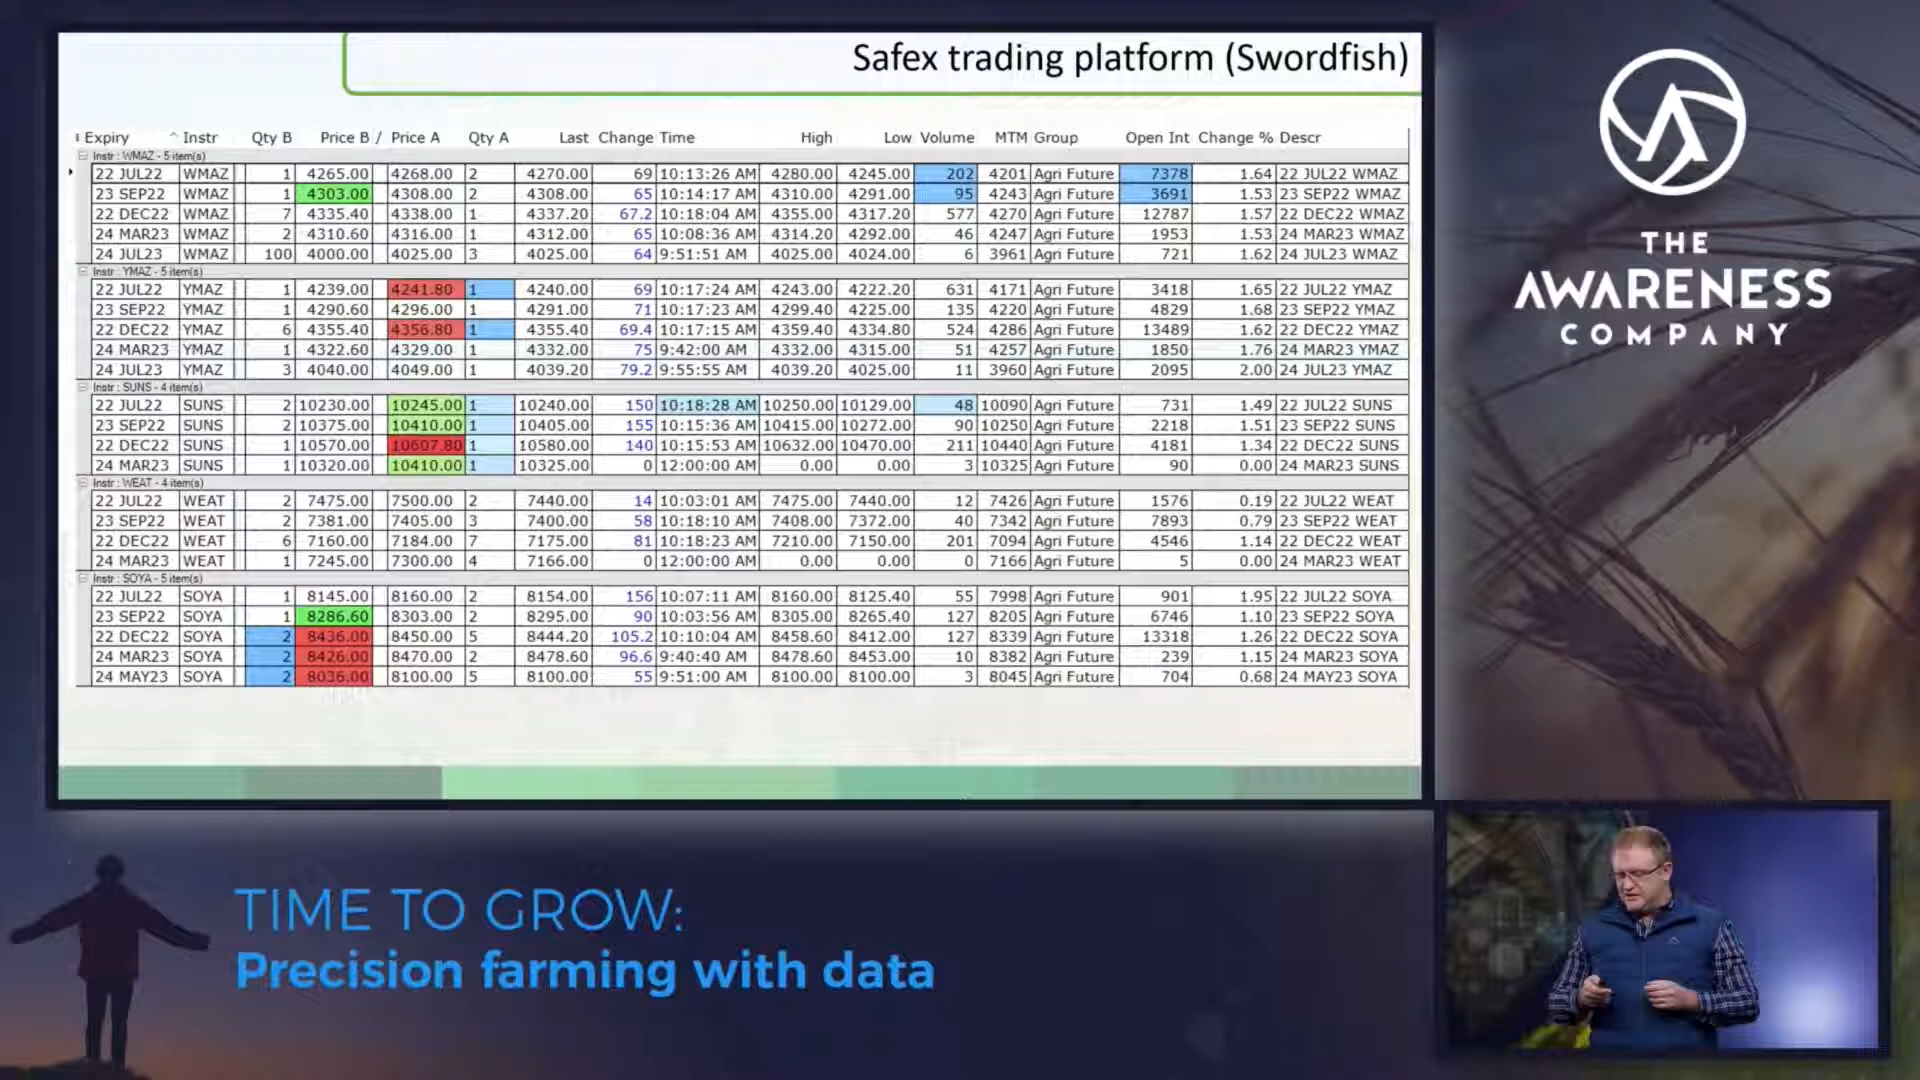 Safex trading platform (Swordfish)
Expiry Instr Qty B Price B / Price A Qty A Last Change Time High Low Volume MTM Group Open Int Change % Descr
Instr : WMAZ - 5 item(s)
22 JUL22 WMAZ 1 4265.00 4268.00 2 4270.00 69 10:13:26 AM 4280.00 4245.00 202 4201 Agri Future 7378 1.64 22 JUL22 WMAZ
23 SEP22 WMAZ 1 4303.00 4308.00 2 4308.00 65 10:14:17 AM 4310.00 4291.00 95 4243 Agri Future 3691 1.53 23 SEP22 WMAZ
22 DEC22 WMAZ 7 4335.40 4338.00 1 4337.20 67.2 10:18:04 AM 4355.00 4317.20 577 4270 Agri Future 12787 1.57 22 DEC22 WMAZ
24 MAR23 WMAZ 2 4310.60 4316.00 1 4312.00 65 10:08:36 AM 4314.20 4292.00 46 4247 Agri Future 1953 1.53 24 MAR23 WMAZ
24 JUL23 WMAZ 100 4000.00 4025.00 3 4025.00 64 9:51:51 AM 4025.00 4024.00 6 3961 Agri Future 721 1.62 24 JUL23 WMAZ
Instr : YMAZ - 5 item(s)
22 JUL22 YMAZ 1 4239.00 4241.80 1 4240.00 69 10:17:24 AM 4243.00 4222.20 631 4171 Agri Future 3418 1.65 22 JUL22 YMAZ
23 SEP22 YMAZ 1 4290.60 4296.00 1 4291.00 71 10:17:23 AM 4299.40 4225.00 135 4220 Agri Future 4829 1.68 23 SEP22 YMAZ
22 DEC22 YMAZ 6 4355.40 4356.80 1 4355.40 69.4 10:17:15 AM 4359.40 4334.80 524 4286 Agri Future 13489 1.62 22 DEC22 YMAZ
24 MAR23 YMAZ 1 4322.60 4329.00 1 4332.00 75 9:42:00 AM 4332.00 4315.00 51 4257 Agri Future 1850 1.76 24 MAR23 YMAZ
24 JUL23 YMAZ 3 4040.00 4049.00 1 4039.20 79.2 9:55:55 AM 4039.20 4025.00 11 3960 Agri Future 2095 2.00 24 JUL23 YMAZ
Instr : SUNS - 4 item(s)
22 JUL22 SUNS 2 10230.00 10245.00 1 10240.00 150 10:18:28 AM 10250.00 10129.00 48 10090 Agri Future 731 1.49 22 JUL22 SUNS
23 SEP22 SUNS 2 10375.00 10410.00 1 10405.00 155 10:15:36 AM 10415.00 10272.00 90 10250 Agri Future 2218 1.51 23 SEP22 SUNS
22 DEC22 SUNS 1 10570.00 10607.80 1 10580.00 140 10:15:53 AM 10632.00 10470.00 211 10440 Agri Future 4181 1.34 22 DEC22 SUNS
24 MAR23 SUNS 1 10320.00 10410.00 1 10325.00 0 12:00:00 AM 0.00 0.00 3 10325 Agri Future 90 0.00 24 MAR23 SUNS
Instr : WEAT - 4 item(s)
22 JUL22 WEAT 2 7475.00 7500.00 2 7440.00 14 10:03:01 AM 7475.00 7440.00 12 7426 Agri Future 1576 0.19 22 JUL22 WEAT
23 SEP22 WEAT 2 7381.00 7405.00 3 7400.00 58 10:18:10 AM 7408.00 7372.00 40 7342 Agri Future 7893 0.79 23 SEP22 WEAT
22 DEC22 WEAT 6 7160.00 7184.00 7 7175.00 81 10:18:23 AM 7210.00 7150.00 201 7094 Agri Future 4546 1.14 22 DEC22 WEAT
24 MAR23 WEAT 1 7245.00 7300.00 4 7166.00 0 12:00:00 AM 0.00 0.00 0 7166 Agri Future 5 0.00 24 MAR23 WEAT
Instr : SOYA - 5 item(s)
22 JUL22 SOYA 1 8145.00 8160.00 2 8154.00 156 10:07:11 AM 8160.00 8125.40 55 7998 Agri Future 901 1.95 22 JUL22 SOYA
23 SEP22 SOYA 1 8286.60 8303.00 2 8295.00 90 10:03:56 AM 8305.00 8265.40 127 8205 Agri Future 6746 1.10 23 SEP22 SOYA
22 DEC22 SOYA 2 8436.00 8450.00 5 8444.20 105.2 10:10:04 AM 8458.60 8412.00 127 8339 Agri Future 13318 1.26 22 DEC22 SOYA
24 MAR23 SOYA 2 8426.00 8470.00 2 8478.60 96.6 9:40:40 AM 8478.60 8453.00 10 8382 Agri Future 239 1.15 24 MAR23 SOYA
24 MAY23 SOYA 2 8036.00 8100.00 5 8100.00 55 9:51:00 AM 8100.00 8100.00 3 8045 Agri Future 704 0.68 24 MAY23 SOYA
THE
AWARENESS
COMPANY
TIME TO GROW:
Precision farming with data